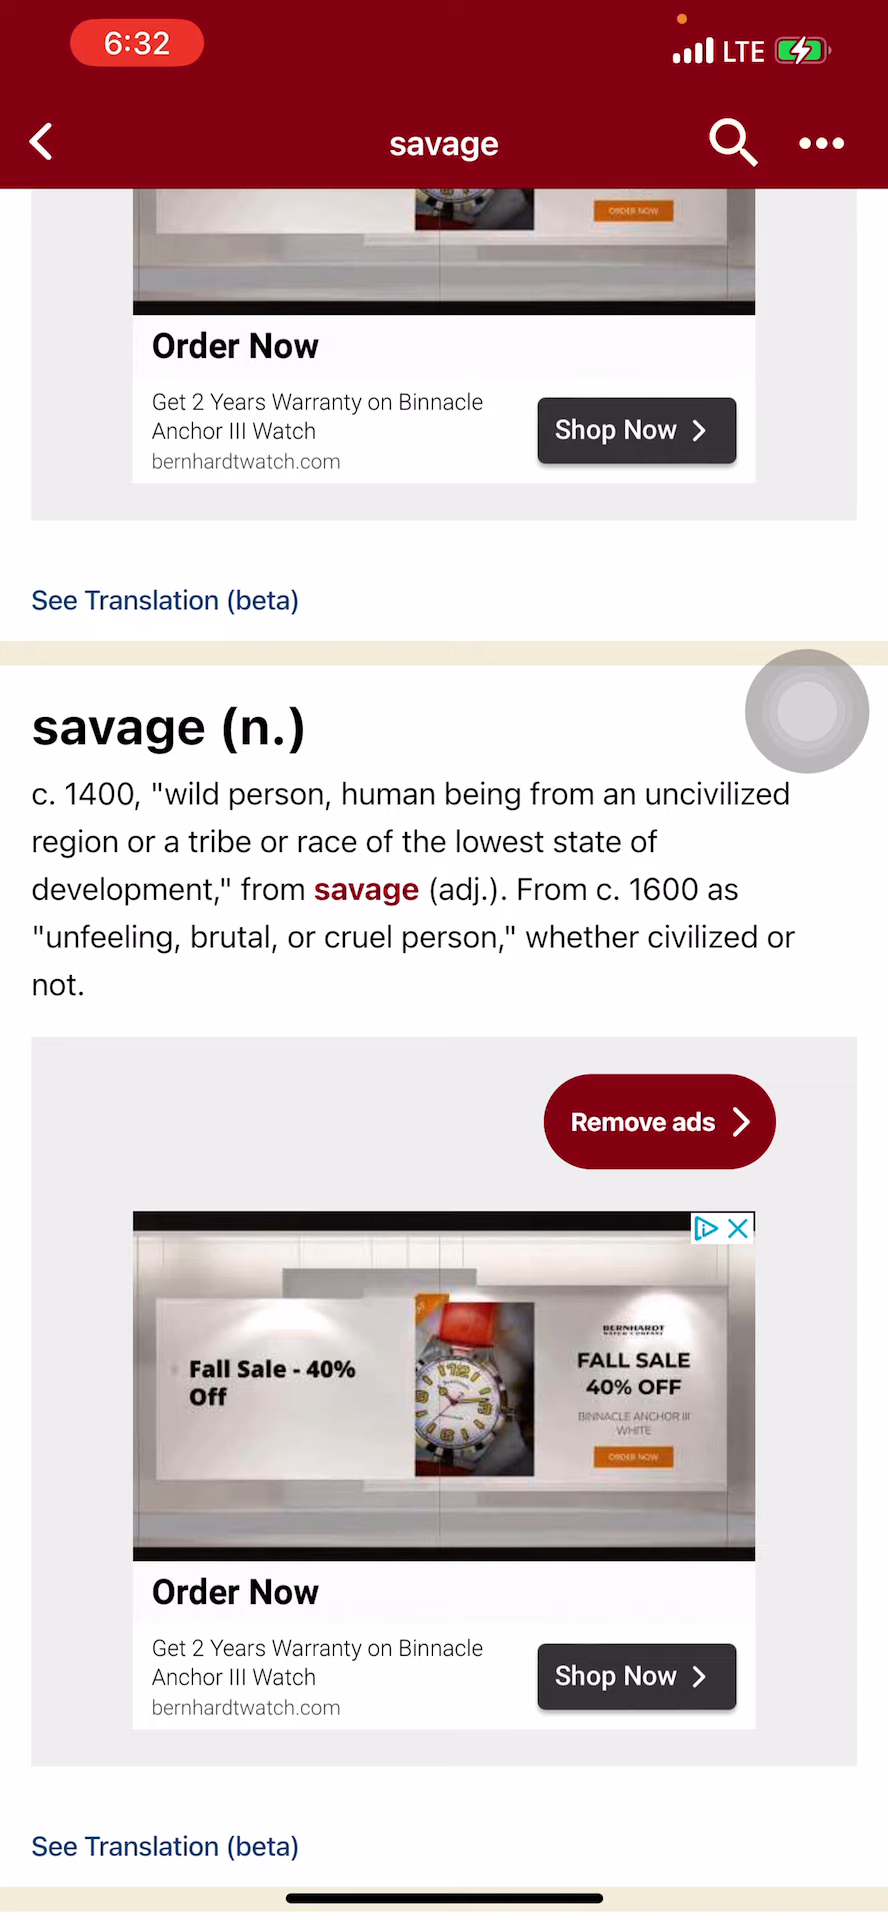 6:32
LTE
savage
ORDER NOW
Order Now
Get 2 Years Warranty on Binnacle
Anchor III Watch
bernhardtwatch.com
Shop Now
See Translation (beta)
savage (n.)
c. 1400, "wild person, human being from an uncivilized
region or a tribe or race of the lowest state of
development," from savage (adj.). From c. 1600 as
"unfeeling, brutal, or cruel person," whether civilized or
not.
Remove ads
Fall Sale - 40%
Off
BERNHARDT
WATCH COMPANY
FALL SALE
40% OFF
BINNACLE ANCHOR III
WHITE
ORDER NOW
Order Now
Get 2 Years Warranty on Binnacle
Anchor III Watch
bernhardtwatch.com
Shop Now
See Translation (beta)